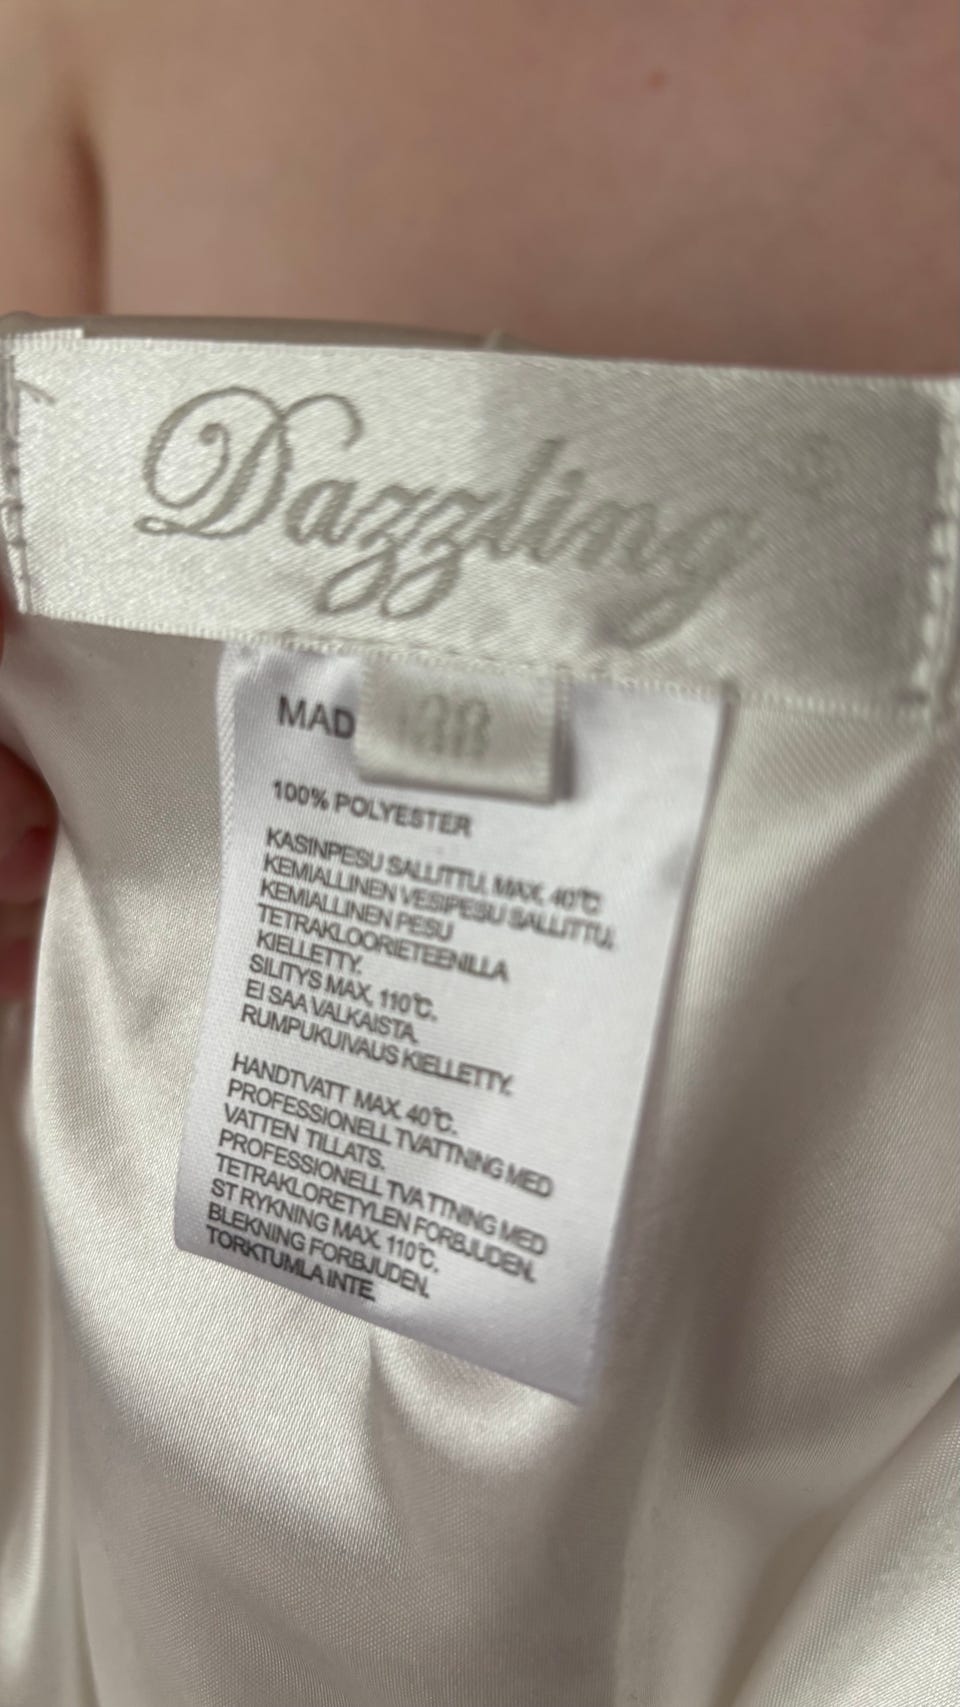 Dazzling
MAD
38
100% POLYESTER
KASINPESU SALLITTU. MAX. 40℃
KEMIALLINEN VESIPESU SALLITTU.
KEMIALLINEN PESU
TETRAKLOORIETEENILLA
KIELLETTY.
SILITYS MAX. 110℃.
EI SAA VALKAISTA.
RUMPUKUIVAUS KIELLETTY.
HANDTVATT MAX. 40℃.
PROFESSIONELL TVATTNING MED
VATTEN TILLATS.
PROFESSIONELL TVA TTNING MED
TETRAKLORETYLEN FORBJUDEN.
ST RYKNING MAX. 110℃.
BLEKNING FORBJUDEN.
TORKTUMLA INTE.